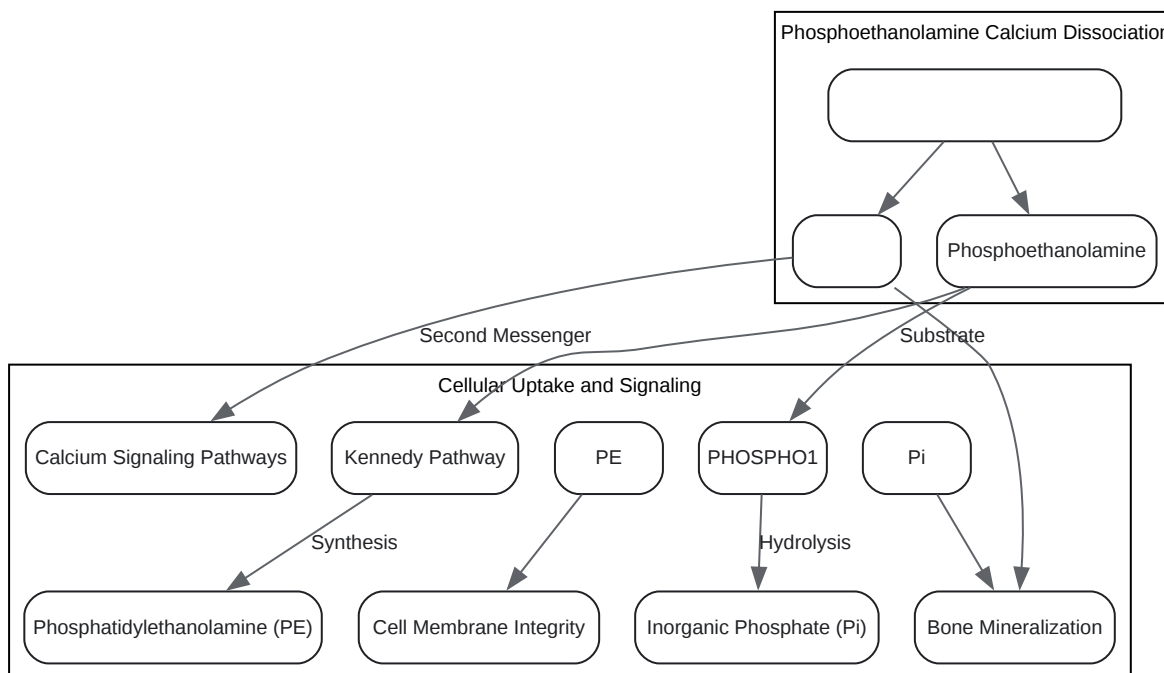 Phosphoethanolamine Calcium Dissociation
Phosphoethanolamine
Second Messenger
Substrate
Cellular Uptake and Signaling
Calcium Signaling Pathways
Kennedy Pathway
PE
PHOSPHO1
Pi
Synthesis
Hydrolysis
Phosphatidylethanolamine (PE)
Cell Membrane Integrity
Inorganic Phosphate (Pi)
Bone Mineralization